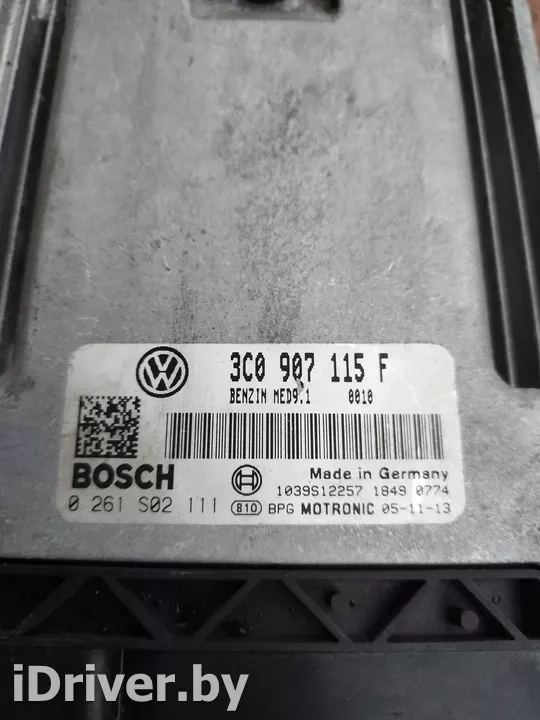 3C0 907 115 F
BENZIN MED9.1 0010
BOSCH
Made in Germany
1039S12257 1849 0774
0 261 S02 111 810 BPG MOTRONIC 05-11-13
iDriver.by